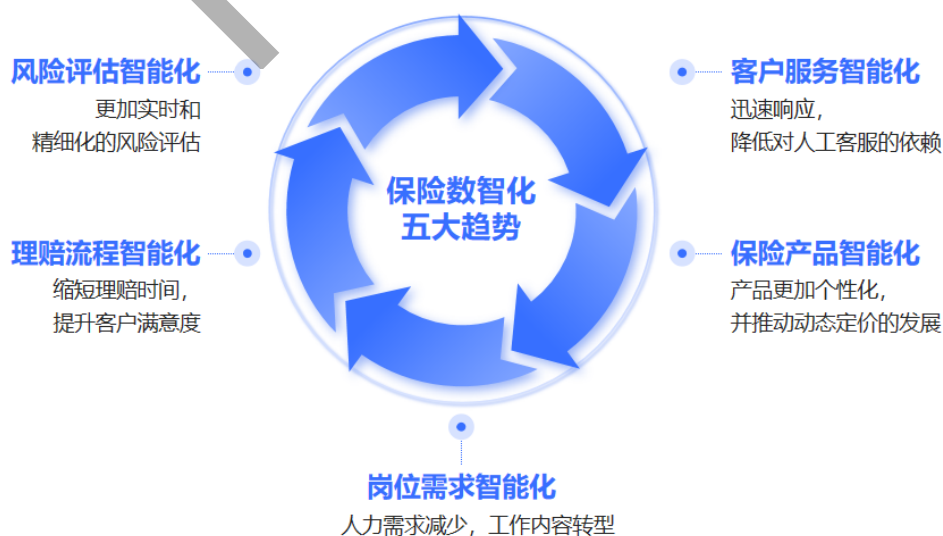 风险评估智能化
更加实时和
精细化的风险评估
客户服务智能化
迅速响应，
降低对人工客服的依赖
保险数智化
五大趋势
理赔流程智能化
缩短理赔时间，
提升客户满意度
保险产品智能化
产品更加个性化，
并推动动态定价的发展
岗位需求智能化
人力需求减少，工作内容转型